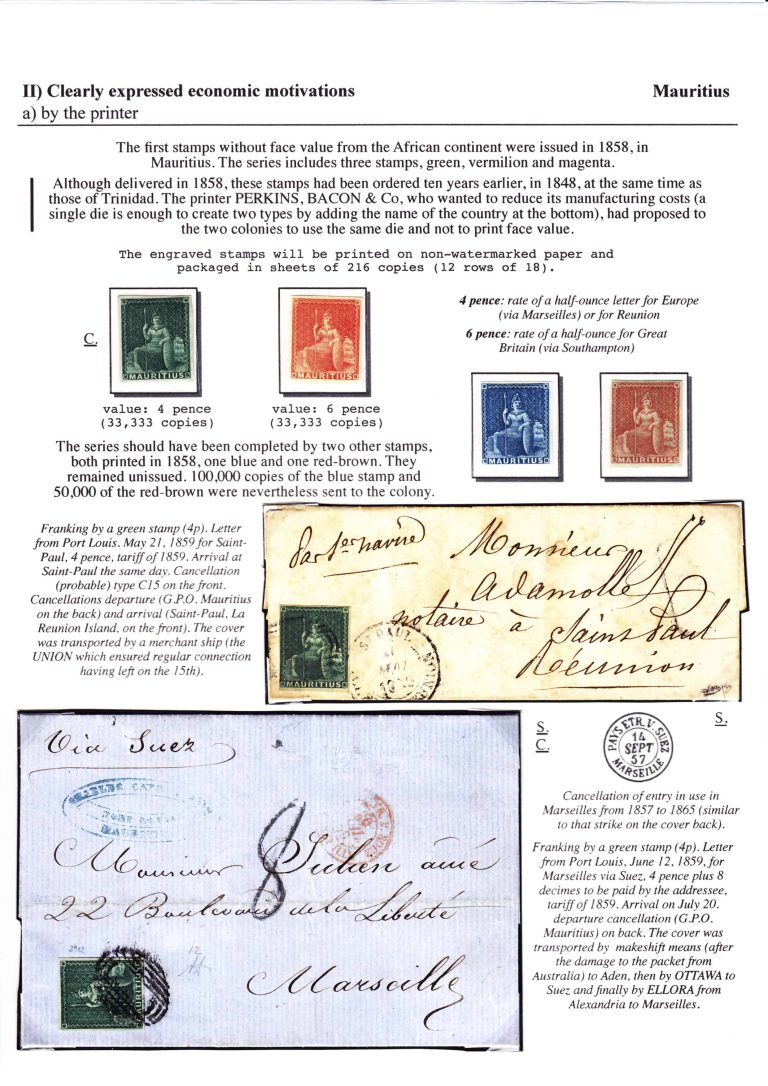 II) Clearly expressed economic motivations Mauritius
a) by the printer
The first stamps without face value from the African continent were issued in 1858, in
Mauritius. The series includes three stamps, green, vermilion and magenta.
Although delivered in 1858, these stamps had been ordered ten years earlier, in 1848, at the same time as
those of Trinidad. The printer PERKINS, BACON & Co, who wanted to reduce its manufacturing costs (a
single die is enough to create two types by adding the name of the country at the bottom), had proposed to
the two colonies to use the same die and not to print face value.
The engraved stamps will be printed on non-watermarked paper and
packaged in sheets of 216 copies (12 rows of 18).
C.
MAURITIUS
MAURITIUS
value: 4 pence
(33,333 copies)
value: 6 pence
(33,333 copies)
4 pence: rate of a half-ounce letter for Europe
(via Marseilles) or for Reunion
6 pence: rate of a half-ounce for Great
Britain (via Southampton)
MAURITIUS
MAURITIUS
The series should have been completed by two other stamps,
both printed in 1858, one blue and one red-brown. They
remained unissued. 100,000 copies of the blue stamp and
50,000 of the red-brown were nevertheless sent to the colony.
Franking by a green stamp (4p). Letter
from Port Louis. May 21, 1859 for Saint-
Paul, 4 pence, tariff of 1859. Arrival at
Saint-Paul the same day. Cancellation
(probable) type C15 on the front.
Cancellations departure (G.P.O. Mauritius
on the back) and arrival (Saint-Paul, La
Reunion Island, on the front). The cover
was transported by a merchant ship (the
UNION which ensured regular connection
having left on the 15th).
par 1er navire
Monsieur
Adamolle
notaire à Saint Paul
Réunion
MAURITIUS
ST PAUL
Via Suez
8
Monsieur Julien ainé
22 Boulevard de la Liberté
Marseille
MAURITIUS
12
S.
C.
PAYS ETR. V. SUEZ
14
SEPT
57
MARSEILLE
S.
Cancellation of entry in use in
Marseilles from 1857 to 1865 (similar
to that strike on the cover back).
Franking by a green stamp (4p). Letter
from Port Louis, June 12, 1859, for
Marseille via Suez, 4 pence plus 8
decimes to be paid by the addressee,
tariff of 1859. Arrival on July 20.
departure cancellation (G.P.O.
Mauritius) on back. The cover was
transported by makeshift means (after
the damage to the packet from
Australia) to Aden, then by OTTAWA to
Suez and finally by ELLORA from
Alexandria to Marseilles.